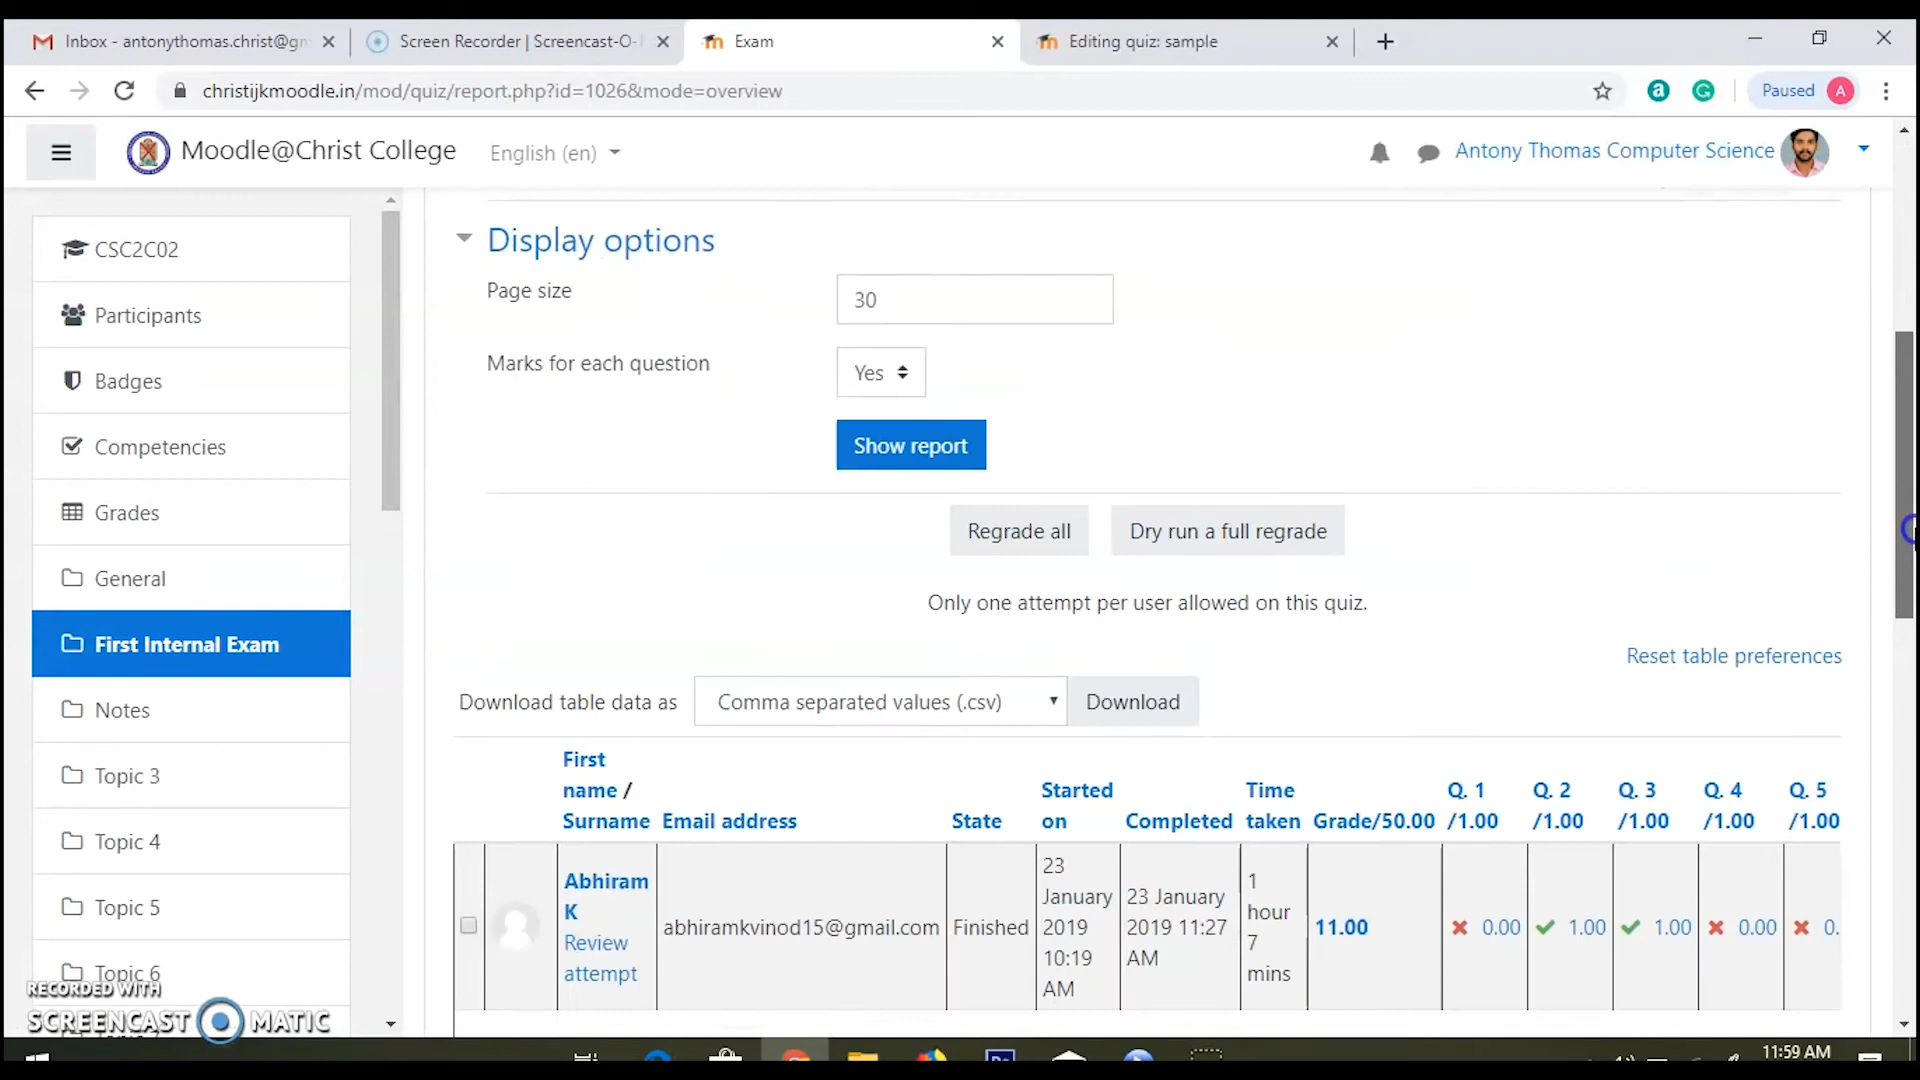 Inbox - antonythomas.christ@gm
Screen Recorder | Screencast-O-
Exam
Editing quiz: sample
christijkmoodle.in/mod/quiz/report.php?id=1026&mode=overview
Paused A
Moodle@Christ College
English (en)
Antony Thomas Computer Science
CSC2C02
Participants
Badges
Competencies
Grades
General
First Internal Exam
Notes
Topic 3
Topic 4
Topic 5
Topic 6
Display options
Page size
30
Marks for each question
Yes
Show report
Regrade all
Dry run a full regrade
Only one attempt per user allowed on this quiz.
Reset table preferences
Download table data as
Comma separated values (.csv)
Download
First name / Surname
Email address
State
Started on
Completed
Time taken
Grade/50.00
Q. 1 /1.00
Q. 2 /1.00
Q. 3 /1.00
Q. 4 /1.00
Q. 5 /1.00
Abhiram K
Review attempt
abhiramkvinod15@gmail.com
Finished
23 January 2019 10:19 AM
23 January 2019 11:27 AM
1 hour 7 mins
11.00
0.00
1.00
1.00
0.00
0.
RECORDED WITH
SCREENCAST MATIC
11:59 AM